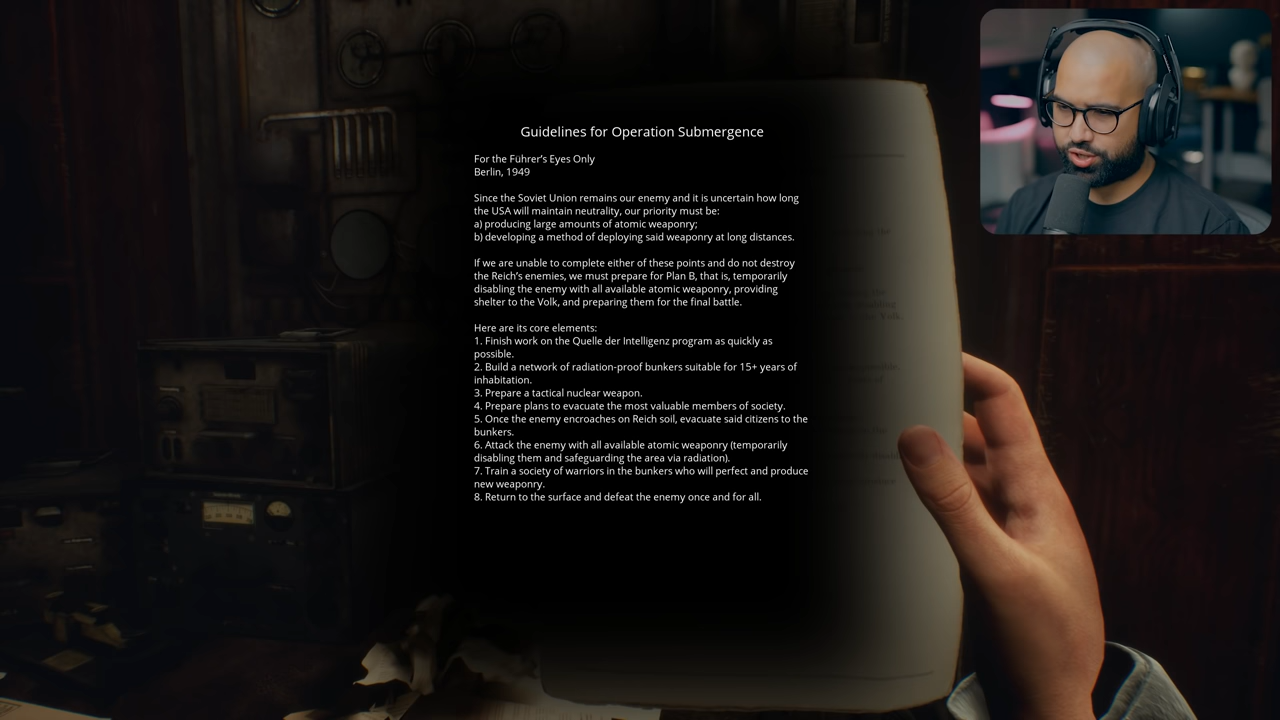 Guidelines for Operation Submergence
For the Führer's Eyes Only
Berlin, 1949
Since the Soviet Union remains our enemy and it is uncertain how long
the USA will maintain neutrality, our priority must be:
a) producing large amounts of atomic weaponry;
b) developing a method of deploying said weaponry at long distances.
If we are unable to complete either of these points and do not destroy
the Reich's enemies, we must prepare for Plan B, that is, temporarily
disabling the enemy with all available atomic weaponry, providing
shelter to the Volk, and preparing them for the final battle.
Here are its core elements:
1. Finish work on the Quelle der Intelligenz program as quickly as
possible.
2. Build a network of radiation-proof bunkers suitable for 15+ years of
inhabitation.
3. Prepare a tactical nuclear weapon.
4. Prepare plans to evacuate the most valuable members of society.
5. Once the enemy encroaches on Reich soil, evacuate said citizens to the
bunkers.
6. Attack the enemy with all available atomic weaponry (temporarily
disabling them and safeguarding the area via radiation).
7. Train a society of warriors in the bunkers who will perfect and produce
new weaponry.
8. Return to the surface and defeat the enemy once and for all.